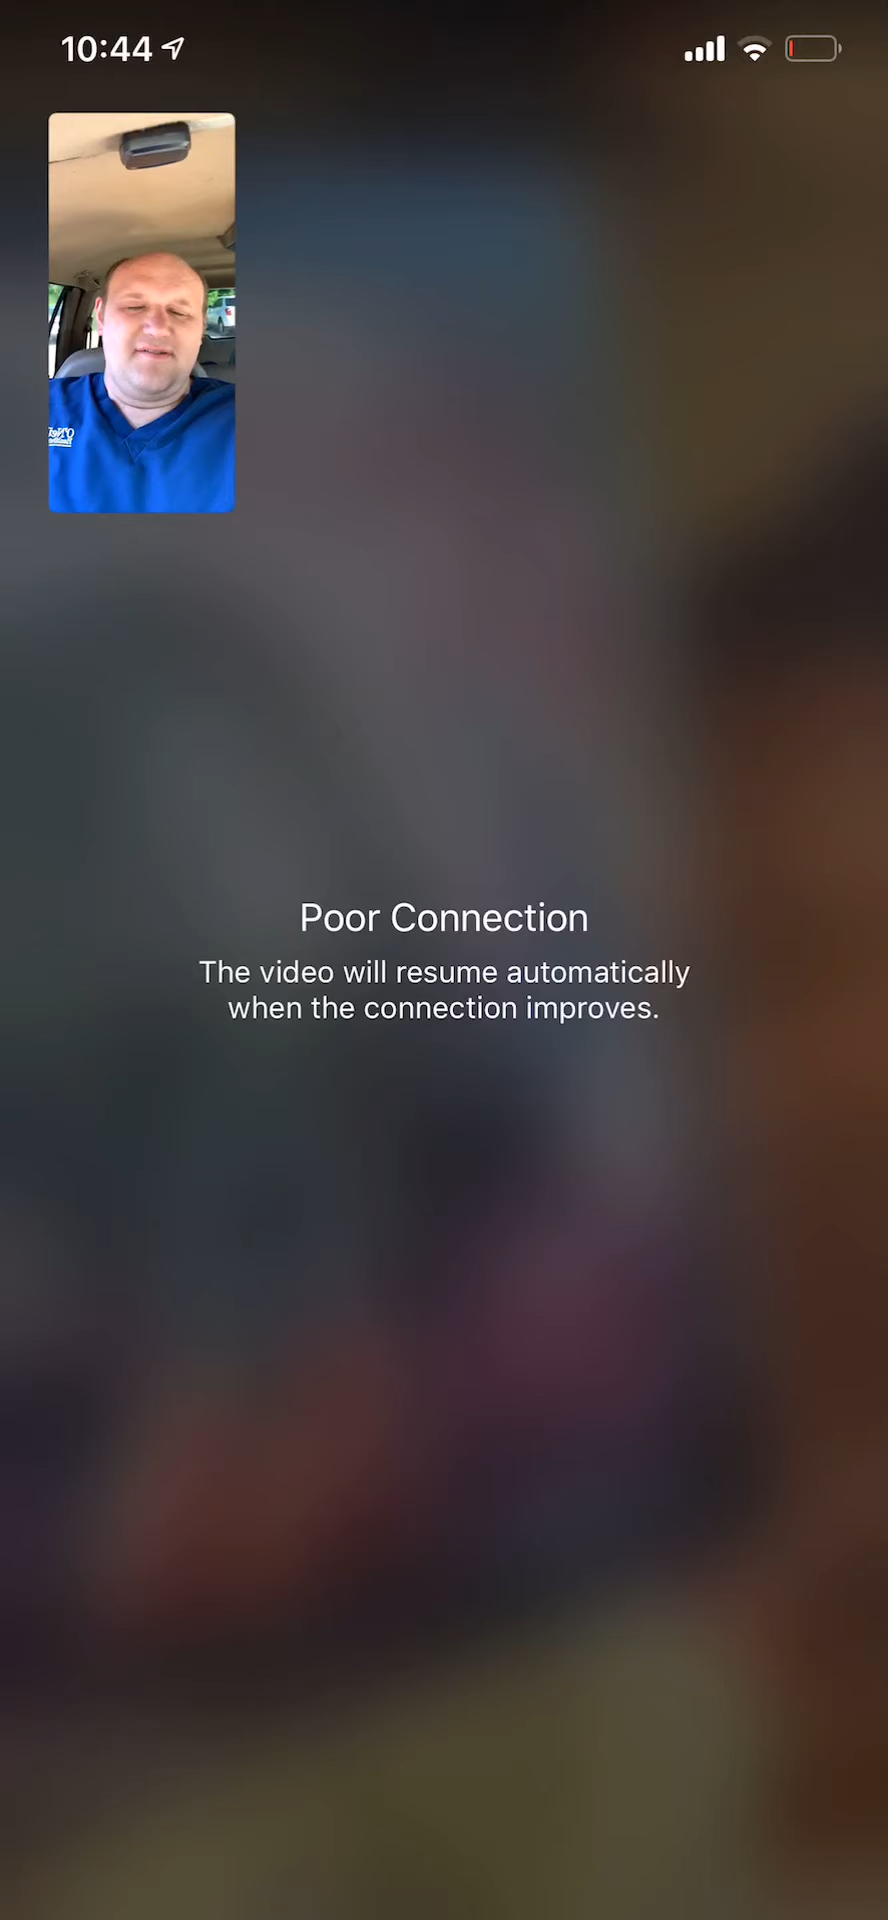 10:44
Poor Connection
The video will resume automatically
when the connection improves.